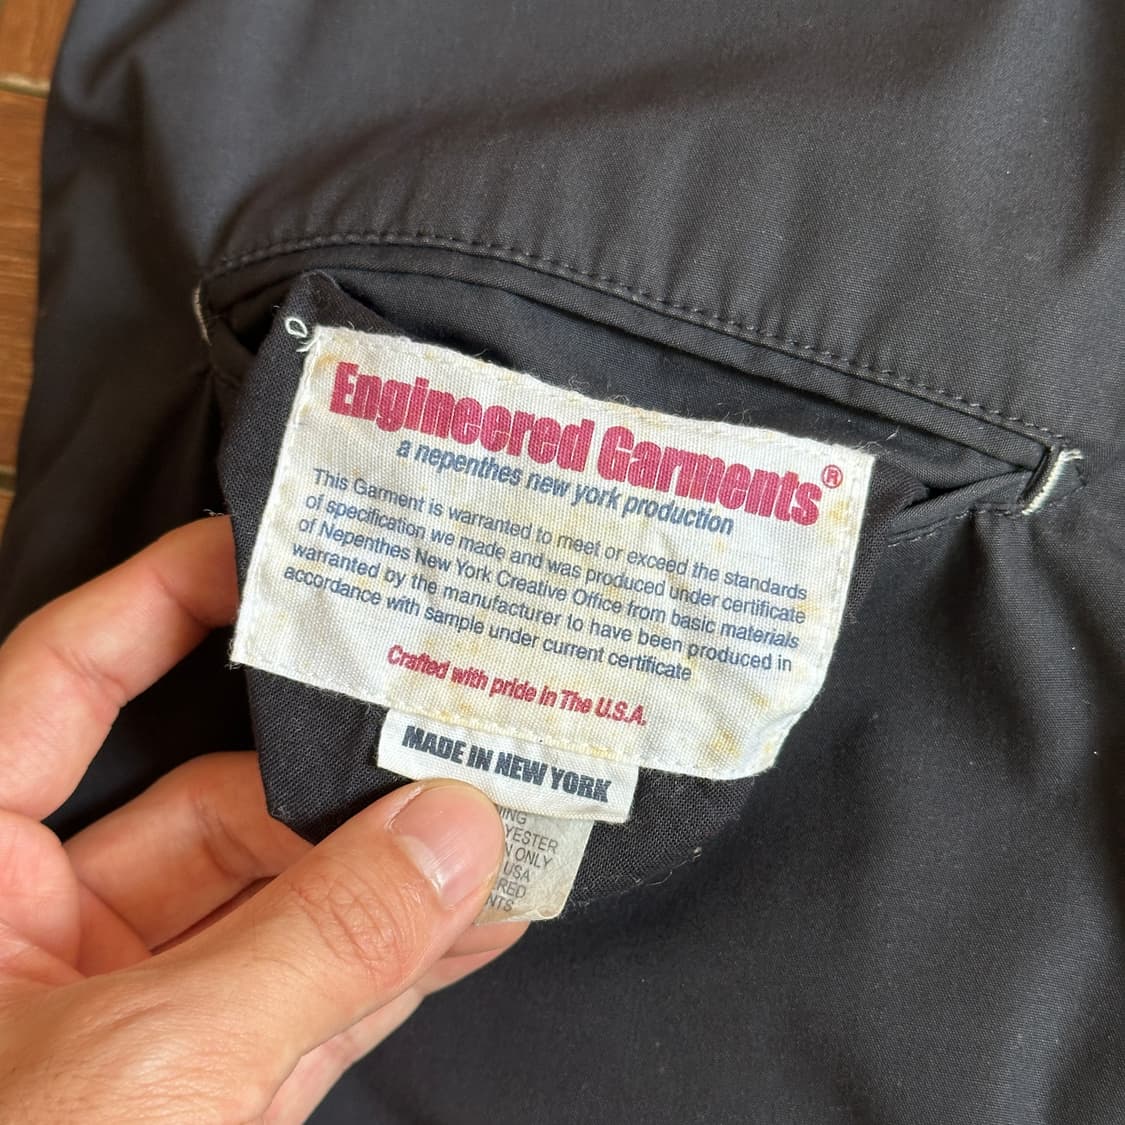 Engineered Garments®
a nepenthes new york production
This Garment is warranted to meet or exceed the standards
of specification we made and was produced under certificate
of Nepenthes New York Creative Office from basic materials
warranted by the manufacturer to have been produced in
accordance with sample under current certificate
Crafted with pride in The U.S.A.
MADE IN NEW YORK
ONLY
USA